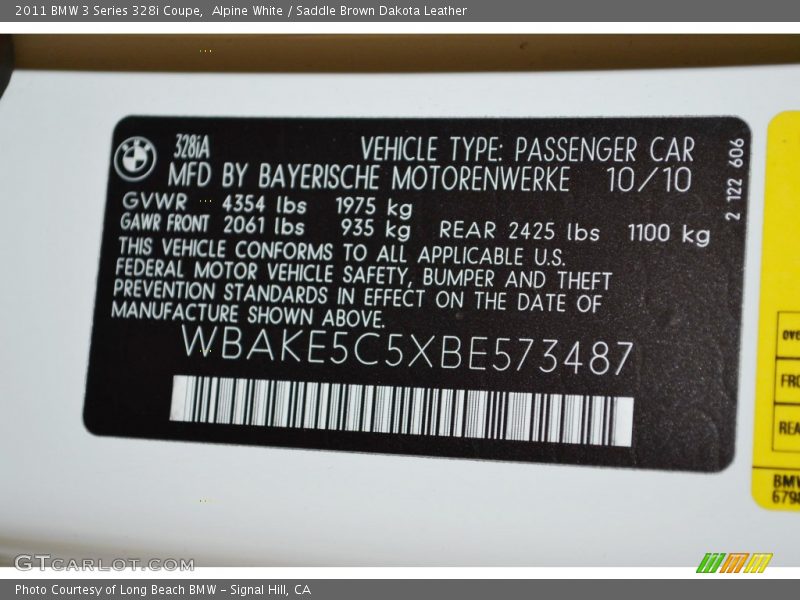 2011 BMW 3 Series 328i Coupe,  Alpine White / Saddle Brown Dakota Leather
328iA
VEHICLE TYPE: PASSENGER CAR
MFD BY BAYERISCHE MOTORENWERKE 10/10
GVWR 4354 lbs 1975 kg
GAWR FRONT 2061 lbs 935 kg REAR 2425 lbs 1100 kg
THIS VEHICLE CONFORMS TO ALL APPLICABLE U.S.
FEDERAL MOTOR VEHICLE SAFETY, BUMPER AND THEFT
PREVENTION STANDARDS IN EFFECT ON THE DATE OF
MANUFACTURE SHOWN ABOVE.
WBAKE5C5XBE573487
2 122 606
BMW
GTCARLOT.COM
Photo Courtesy of Long Beach BMW - Signal Hill, CA